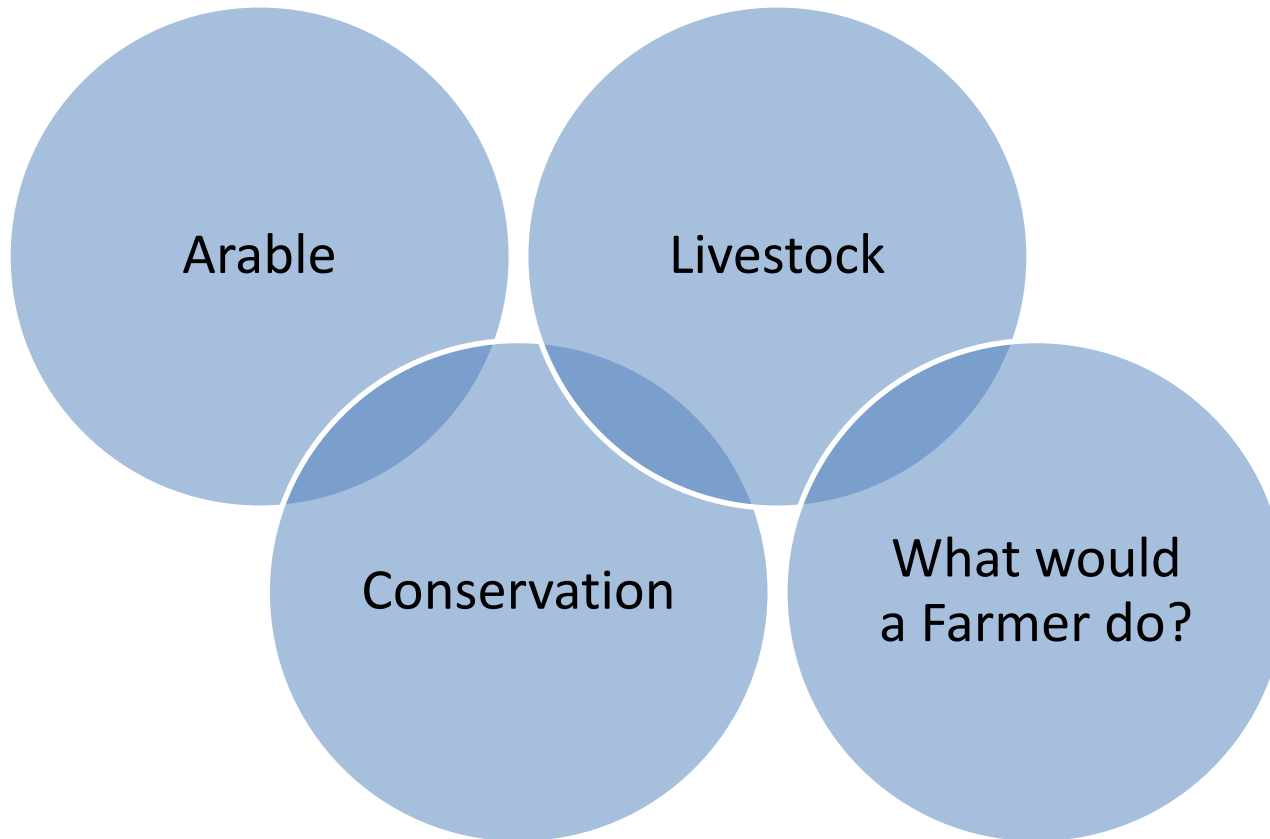 Arable
Livestock
Conservation
What would
a Farmer do?